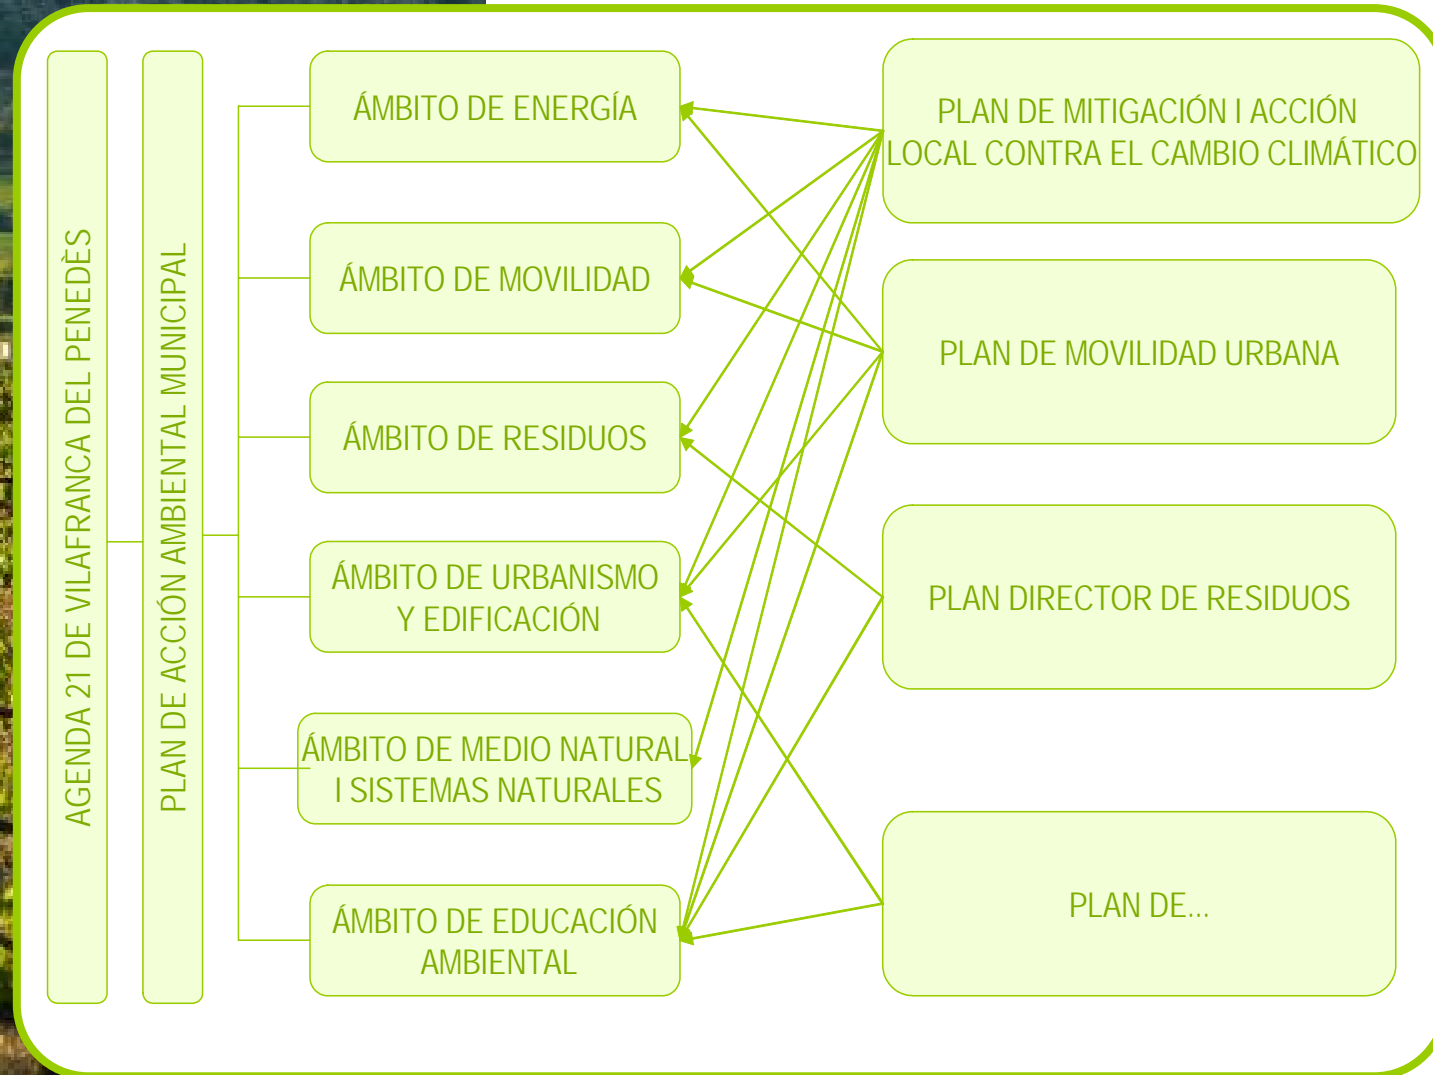 AGENDA 21 DE VILAFRANCA DEL PENEDÈS
PLAN DE ACCIÓN AMBIENTAL MUNICIPAL
ÁMBITO DE ENERGÍA
ÁMBITO DE MOVILIDAD
ÁMBITO DE RESIDUOS
ÁMBITO DE URBANISMO
Y EDIFICACIÓN
ÁMBITO DE MEDIO NATURAL
I SISTEMAS NATURALES
ÁMBITO DE EDUCACIÓN
AMBIENTAL
PLAN DE MITIGACIÓN I ACCIÓN
LOCAL CONTRA EL CAMBIO CLIMÁTICO
PLAN DE MOVILIDAD URBANA
PLAN DIRECTOR DE RESIDUOS
PLAN DE...